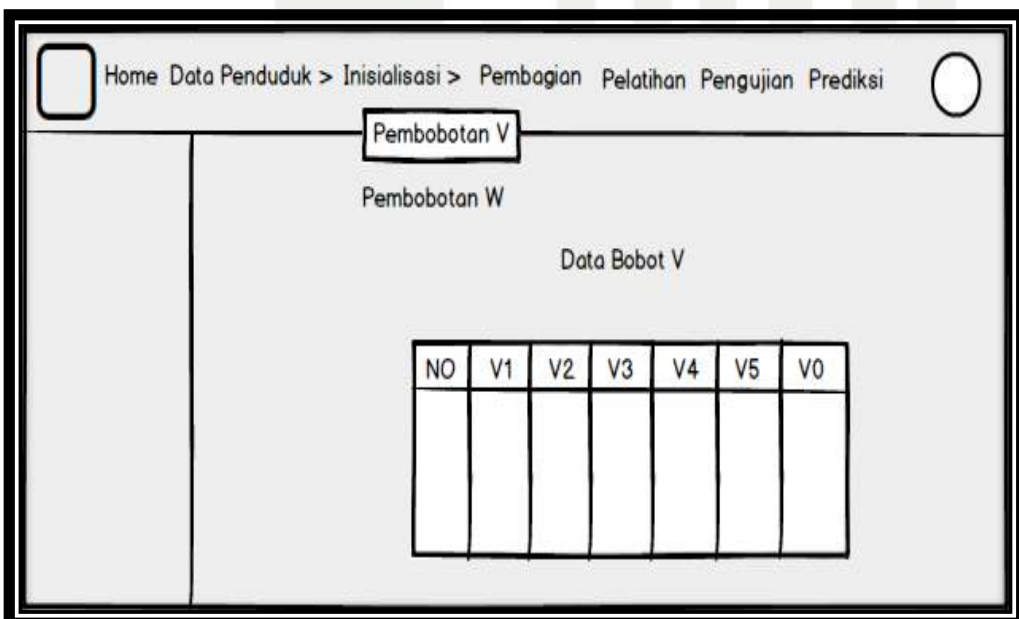 Home Data Penduduk > Inisialisasi > Pembagian Pelatihan Pengujian Prediksi
Pembobotan V
Pembobotan W
Data Bobot V
NO V1 V2 V3 V4 V5 V0